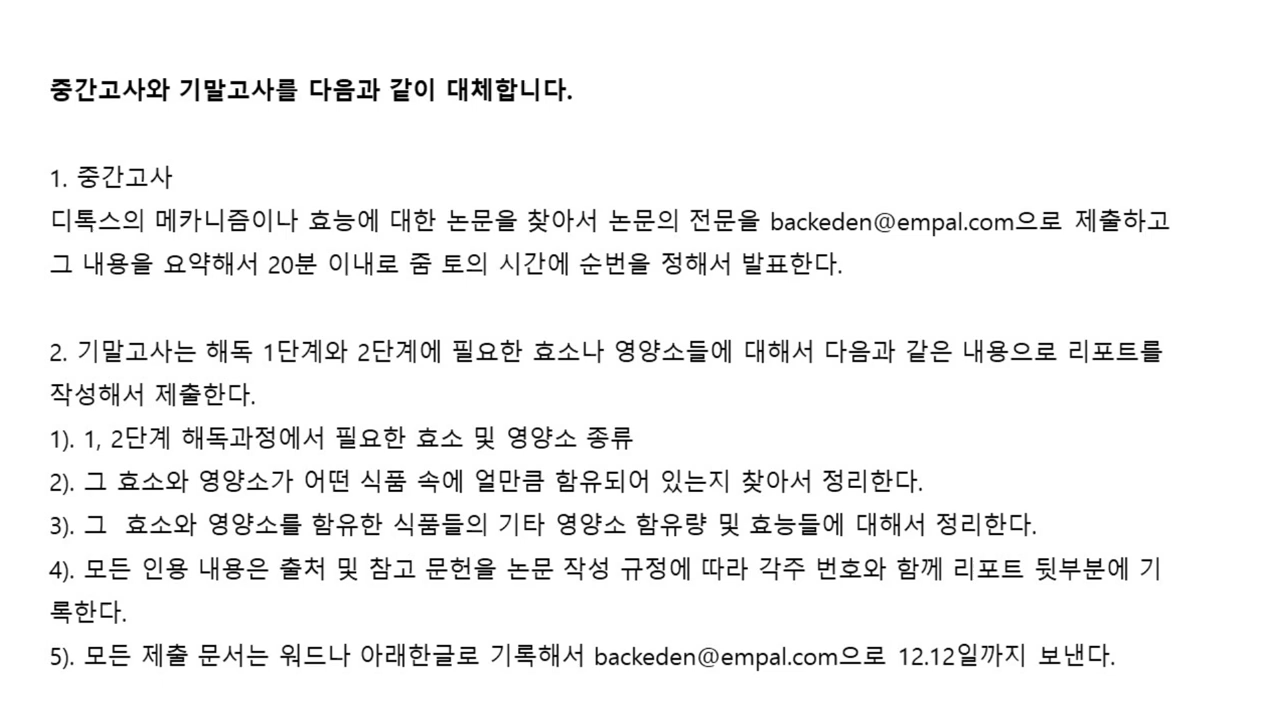 중간고사와 기말고사를 다음과 같이 대체합니다.
1. 중간고사
디톡스의 메카니즘이나 효능에 대한 논문을 찾아서 논문의 전문을 backeden@empal.com으로 제출하고
그 내용을 요약해서 20분 이내로 줌 토의 시간에 순번을 정해서 발표한다.
2. 기말고사는 해독 1단계와 2단계에 필요한 효소나 영양소들에 대해서 다음과 같은 내용으로 리포트를
작성해서 제출한다.
1). 1, 2단계 해독과정에서 필요한 효소 및 영양소 종류
2). 그 효소와 영양소가 어떤 식품 속에 얼만큼 함유되어 있는지 찾아서 정리한다.
3). 그  효소와 영양소를 함유한 식품들의 기타 영양소 함유량 및 효능들에 대해서 정리한다.
4). 모든 인용 내용은 출처 및 참고 문헌을 논문 작성 규정에 따라 각주 번호와 함께 리포트 뒷부분에 기
록한다.
5). 모든 제출 문서는 워드나 아래한글로 기록해서 backeden@empal.com으로 12.12일까지 보낸다.